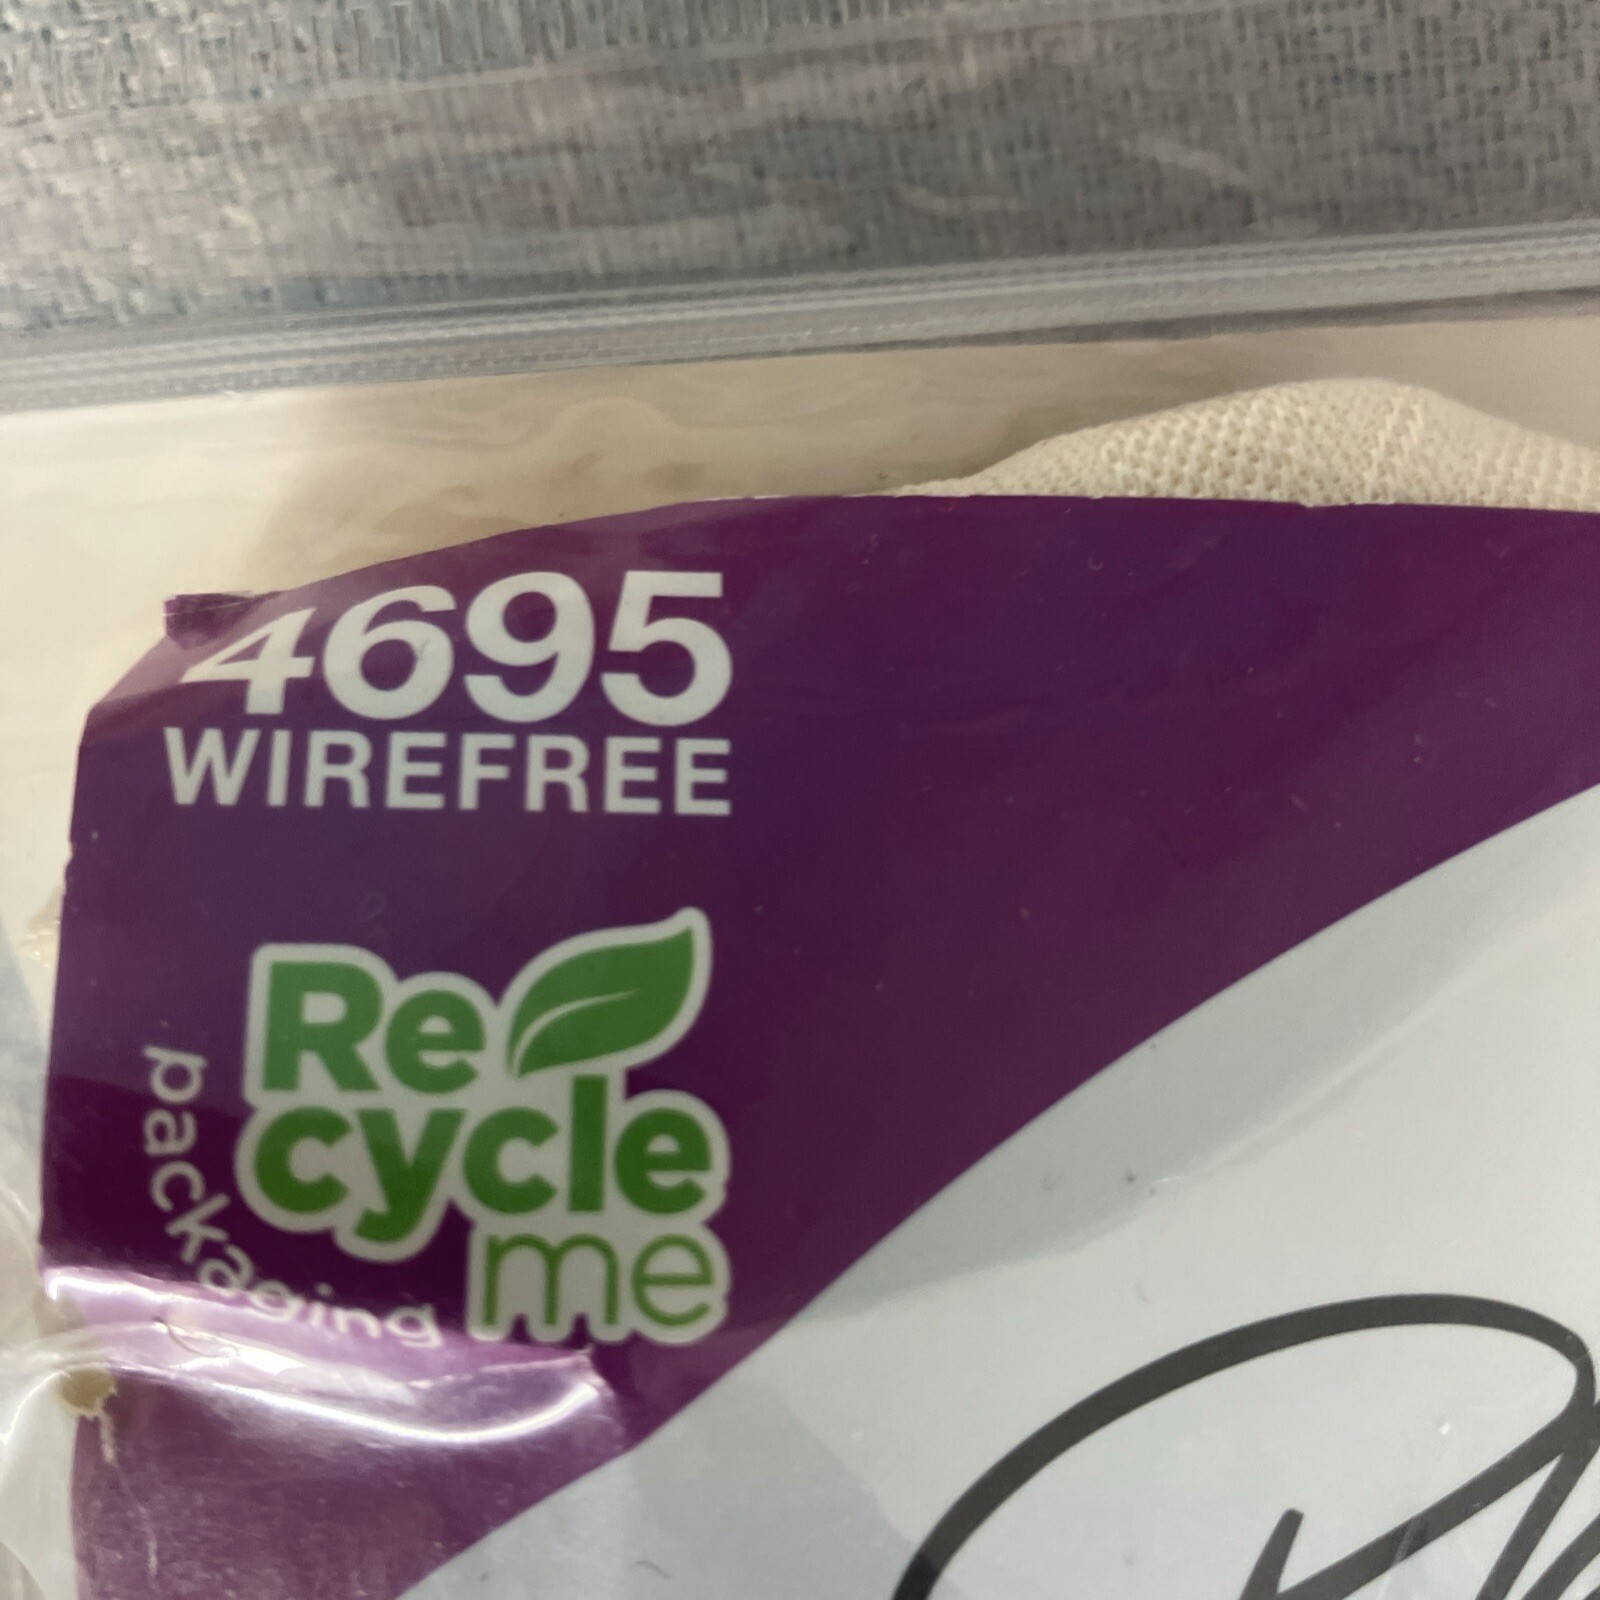 4695
WIREFREE
Re
cycle
me
packaging